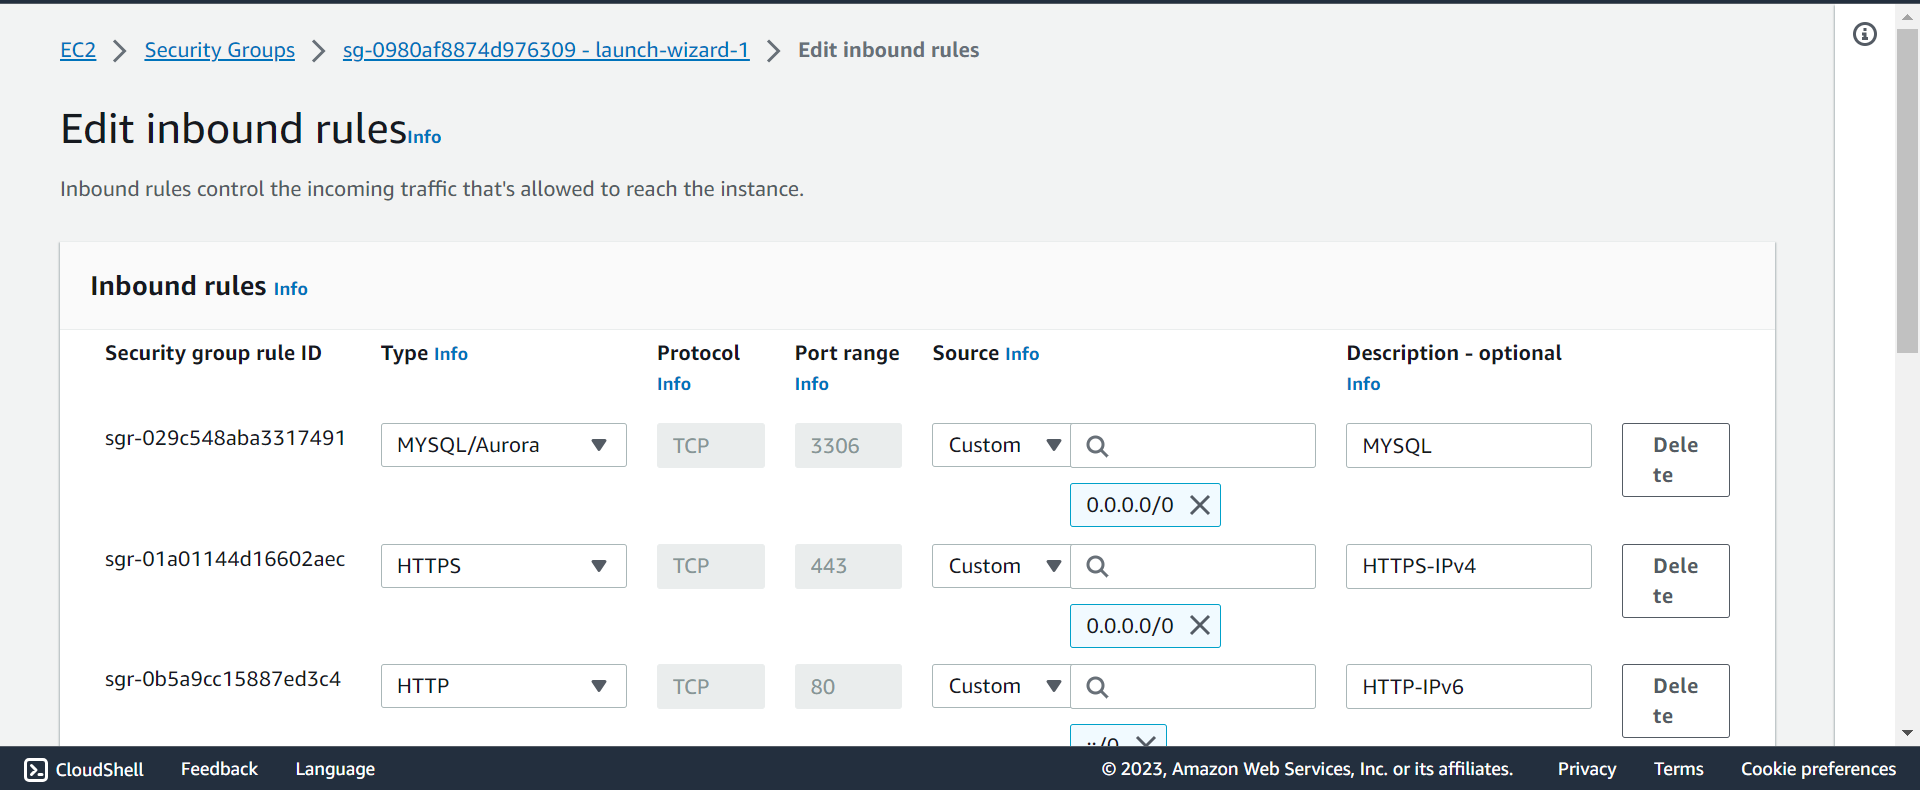 EC2 Security Groups sg-0980af8874d976309 - launch-wizard-1 Edit inbound rules
Edit inbound rules Info
Inbound rules control the incoming traffic that's allowed to reach the instance.
Inbound rules Info
Security group rule ID Type Info Protocol Info Port range Info Source Info Description - optional Info
sgr-029c548aba3317491 MYSQL/Aurora TCP 3306 Custom MYSQL Delete
0.0.0.0/0
sgr-01a01144d16602aec HTTPS TCP 443 Custom HTTPS-IPv4 Delete
0.0.0.0/0
sgr-0b5a9cc15887ed3c4 HTTP TCP 80 Custom HTTP-IPv6 Delete
::/0
CloudShell Feedback Language © 2023, Amazon Web Services, Inc. or its affiliates. Privacy Terms Cookie preferences